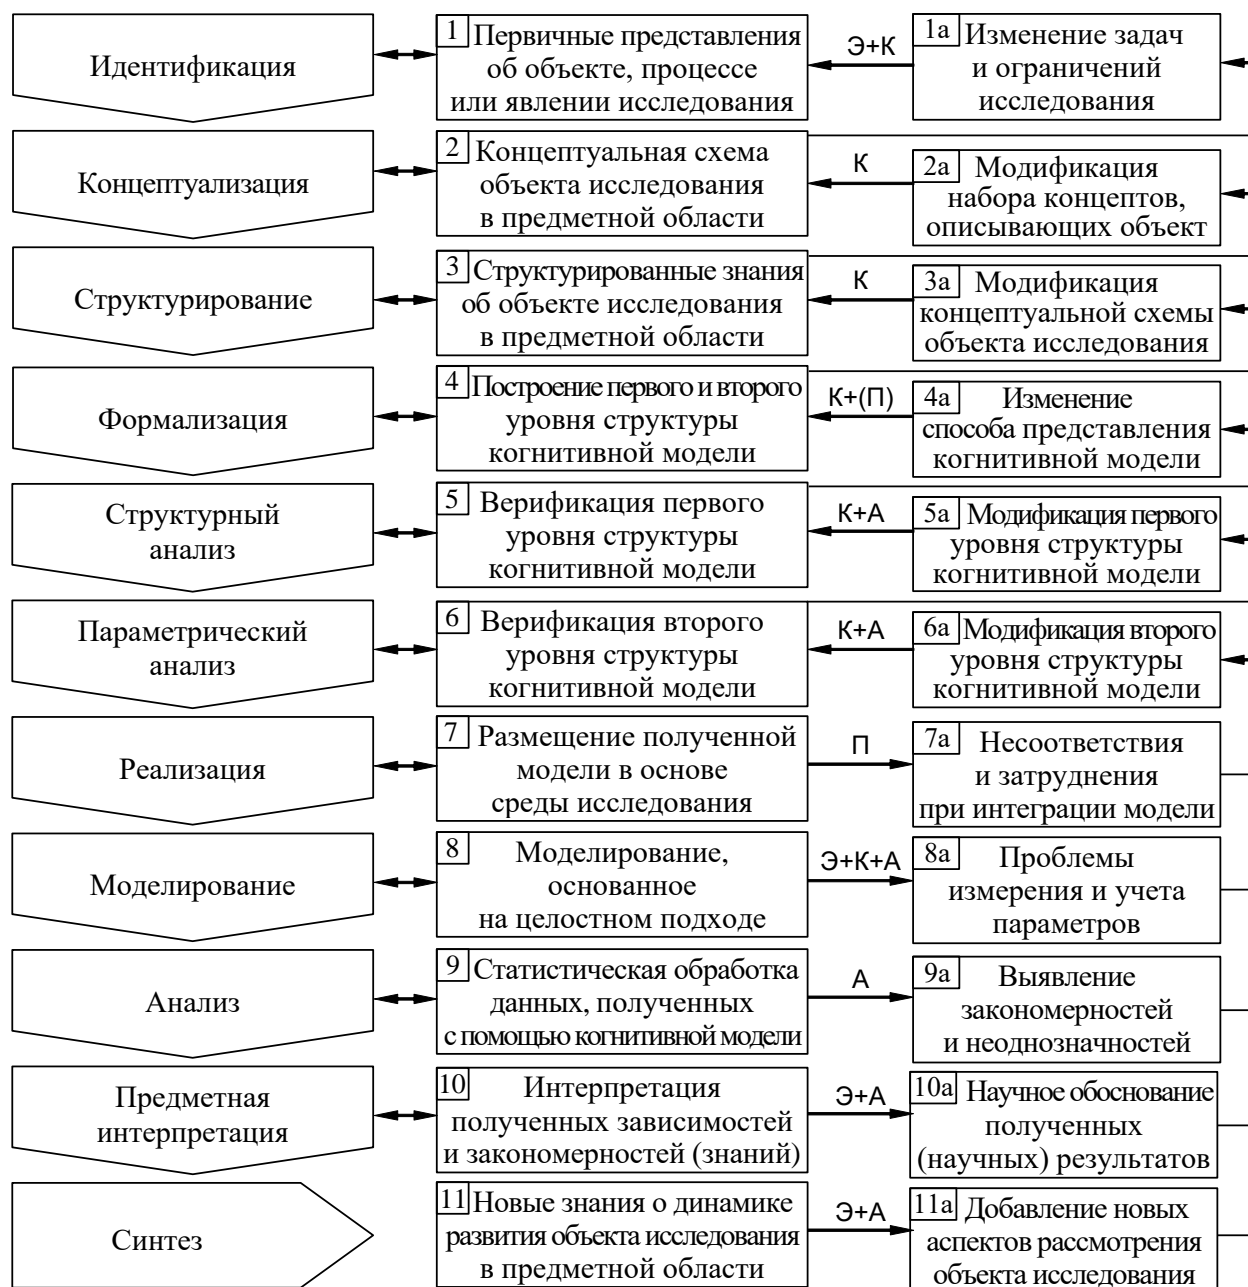 Идентификация
1 Первичные представления
об объекте, процессе
или явлении исследования
Э+К
1а Изменение задач
и ограничений
исследования
Концептуализация
2 Концептуальная схема
объекта исследования
в предметной области
К
2а Модификация
набора концептов,
описывающих объект
Структурирование
3 Структурированные знания
об объекте исследования
в предметной области
К
3а Модификация
концептуальной схемы
объекта исследования
Формализация
4 Построение первого и второго
уровня структуры
когнитивной модели
К+(П)
4а Изменение
способа представления
когнитивной модели
Структурный
анализ
5 Верификация первого
уровня структуры
когнитивной модели
К+А
5а Модификация первого
уровня структуры
когнитивной модели
Параметрический
анализ
6 Верификация второго
уровня структуры
когнитивной модели
К+А
6а Модификация второго
уровня структуры
когнитивной модели
Реализация
7 Размещение полученной
модели в основе
среды исследования
П
7а Несоответствия
и затруднения
при интеграции модели
Моделирование
8 Моделирование,
основанное
на целостном подходе
Э+К+А
8а Проблемы
измерения и учета
параметров
Анализ
9 Статистическая обработка
данных, полученных
с помощью когнитивной модели
А
9а Выявление
закономерностей
и неоднозначностей
Предметная
интерпретация
10 Интерпретация
полученных зависимостей
и закономерностей (знаний)
Э+А
10а Научное обоснование
полученных
(научных) результатов
Синтез
11 Новые знания о динамике
развития объекта исследования
в предметной области
Э+А
11а Добавление новых
аспектов рассмотрения
объекта исследования